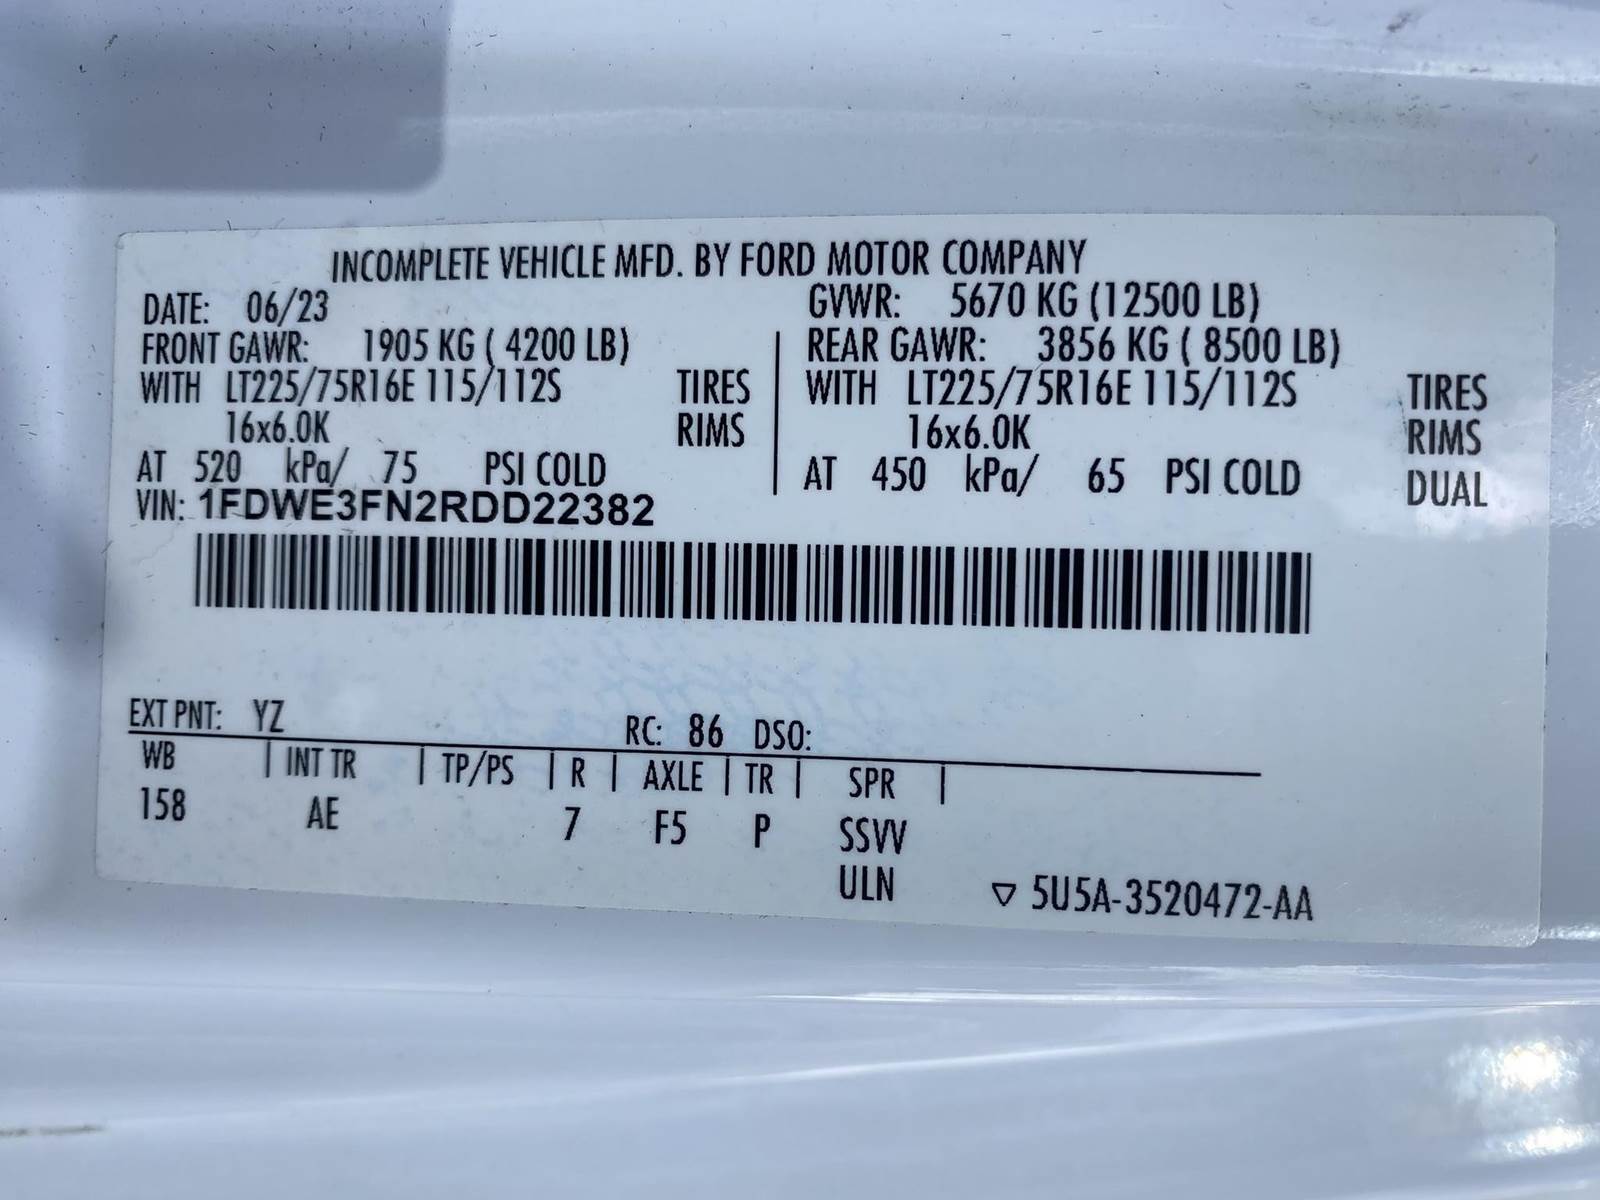 INCOMPLETE VEHICLE MFD. BY FORD MOTOR COMPANY
DATE: 06/23 GVWR: 5670 KG (12500 LB)
FRONT GAWR: 1905 KG ( 4200 LB) REAR GAWR: 3856 KG ( 8500 LB)
WITH LT225/75R16E 115/112S TIRES WITH LT225/75R16E 115/112S TIRES
16x6.0K RIMS 16x6.0K RIMS
AT 520 kPa/ 75 PSI COLD AT 450 kPa/ 65 PSI COLD DUAL
VIN: 1FDWE3FN2RDD22382
EXT PNT: YZ RC: 86 DSO:
WB | INT TR | TP/PS | R | AXLE | TR | SPR |
158 AE 7 F5 P SSVV
ULN ▽ 5U5A-3520472-AA